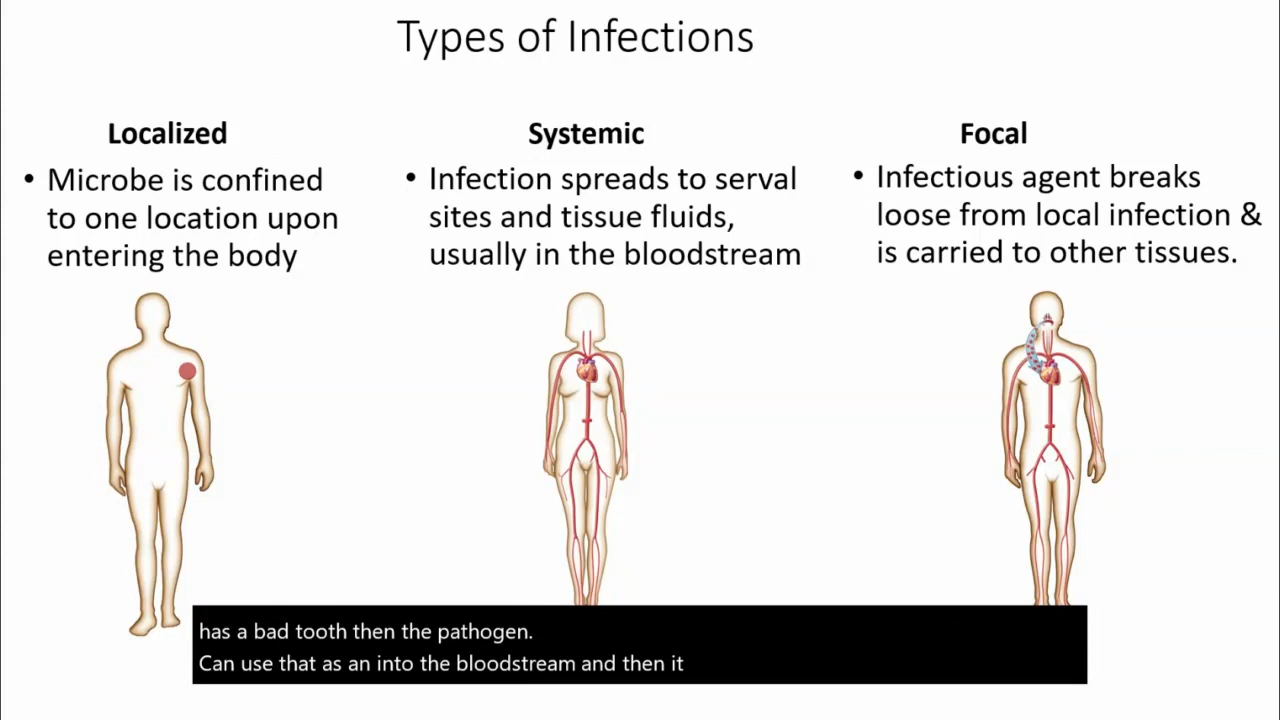 Types of Infections
Localized
• Microbe is confined
to one location upon
entering the body
Systemic
• Infection spreads to serval
sites and tissue fluids,
usually in the bloodstream
Focal
• Infectious agent breaks
loose from local infection &
is carried to other tissues.
has a bad tooth then the pathogen.
Can use that as an into the bloodstream and then it